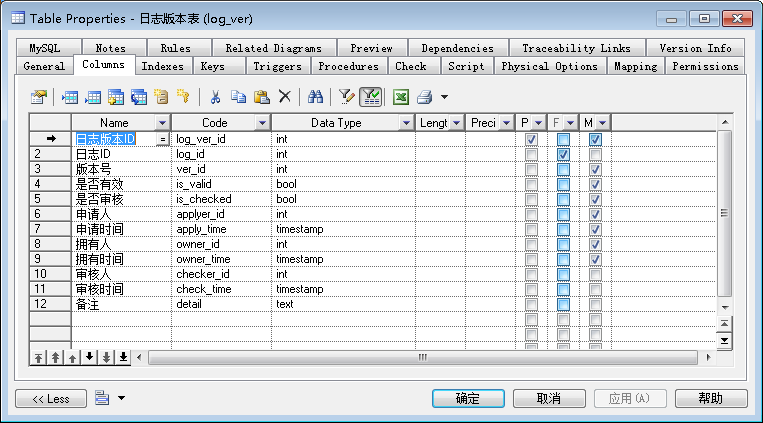 Table Properties - 日志版本表 (log_ver)
MySQL Notes Rules Related Diagrams Preview Dependencies Traceability Links Version Info
General Columns Indexes Keys Triggers Procedures Check Script Physical Options Mapping Permissions
Name Code Data Type Lengt Preci P F M
日志版本ID = log_ver_id int
2 日志ID log_id int
3 版本号 ver_id int
4 是否有效 is_valid bool
5 是否审核 is_checked bool
6 申请人 applyer_id int
7 申请时间 apply_time timestamp
8 拥有人 owner_id int
9 拥有时间 owner_time timestamp
10 审核人 checker_id int
11 审核时间 check_time timestamp
12 备注 detail text
<< Less 确定 取消 应用(A) 帮助